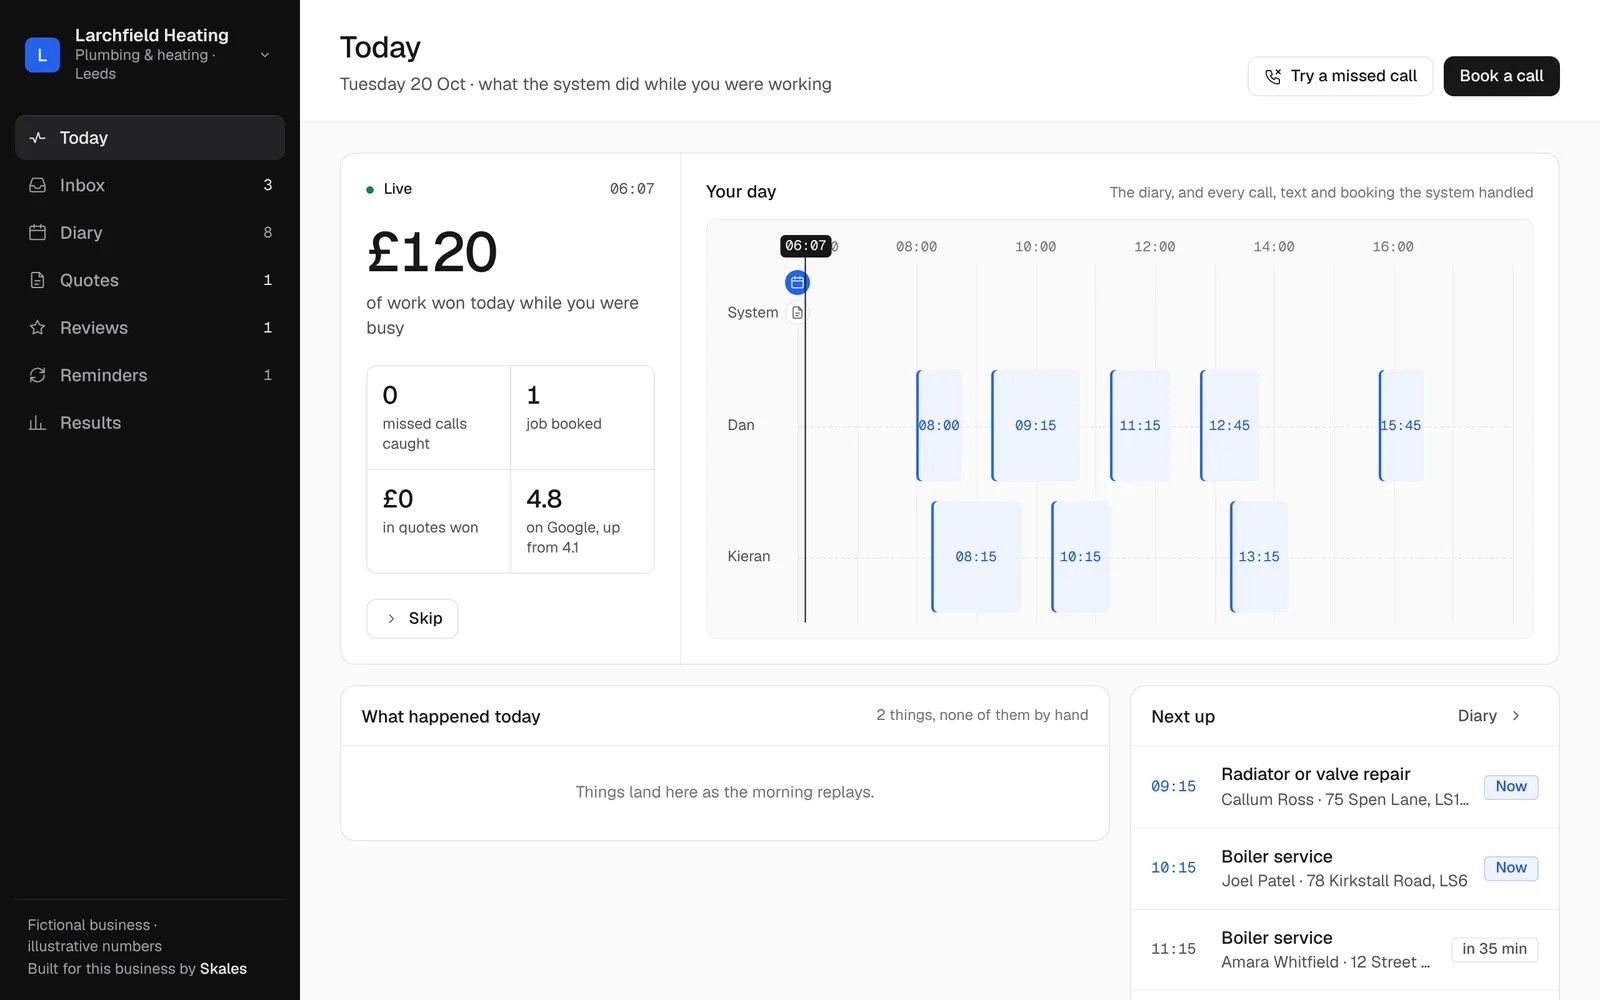 L
Larchfield Heating
Plumbing & heating ·
Leeds
Today
Inbox 3
Diary 8
Quotes 1
Reviews 1
Reminders 1
Results
Fictional business ·
illustrative numbers
Built for this business by Skales
Today
Tuesday 20 Oct · what the system did while you were working
Try a missed call
Book a call
Live 06:07
£120
of work won today while you were
busy
0
missed calls
caught
1
job booked
£0
in quotes won
4.8
on Google, up
from 4.1
Skip
Your day
The diary, and every call, text and booking the system handled
06:07 08:00 10:00 12:00 14:00 16:00
System
Dan 08:00 09:15 11:15 12:45 15:45
Kieran 08:15 10:15 13:15
What happened today
2 things, none of them by hand
Things land here as the morning replays.
Next up
Diary
09:15 Radiator or valve repair Now
Callum Ross · 75 Spen Lane, LS1...
10:15 Boiler service Now
Joel Patel · 78 Kirkstall Road, LS6
11:15 Boiler service in 35 min
Amara Whitfield · 12 Street ...